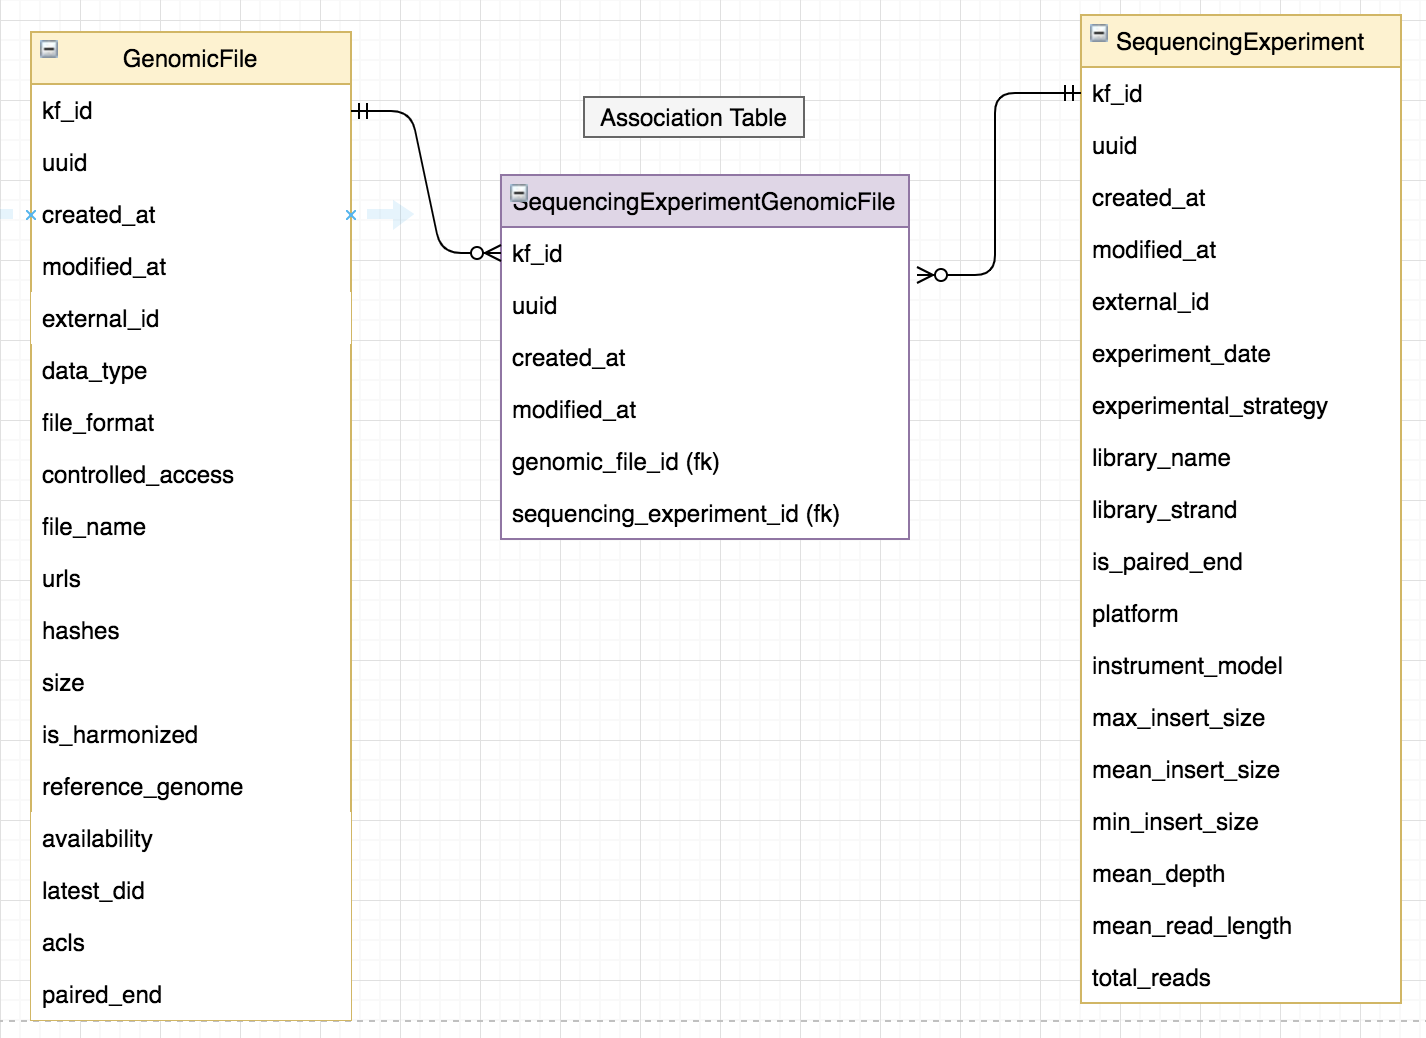 GenomicFile
kf_id
uuid
created_at
modified_at
external_id
data_type
file_format
controlled_access
file_name
urls
hashes
size
is_harmonized
reference_genome
availability
latest_did
acls
paired_end
Association Table
SequencingExperimentGenomicFile
kf_id
uuid
created_at
modified_at
genomic_file_id (fk)
sequencing_experiment_id (fk)
SequencingExperiment
kf_id
uuid
created_at
modified_at
external_id
experiment_date
experimental_strategy
library_name
library_strand
is_paired_end
platform
instrument_model
max_insert_size
mean_insert_size
min_insert_size
mean_depth
mean_read_length
total_reads